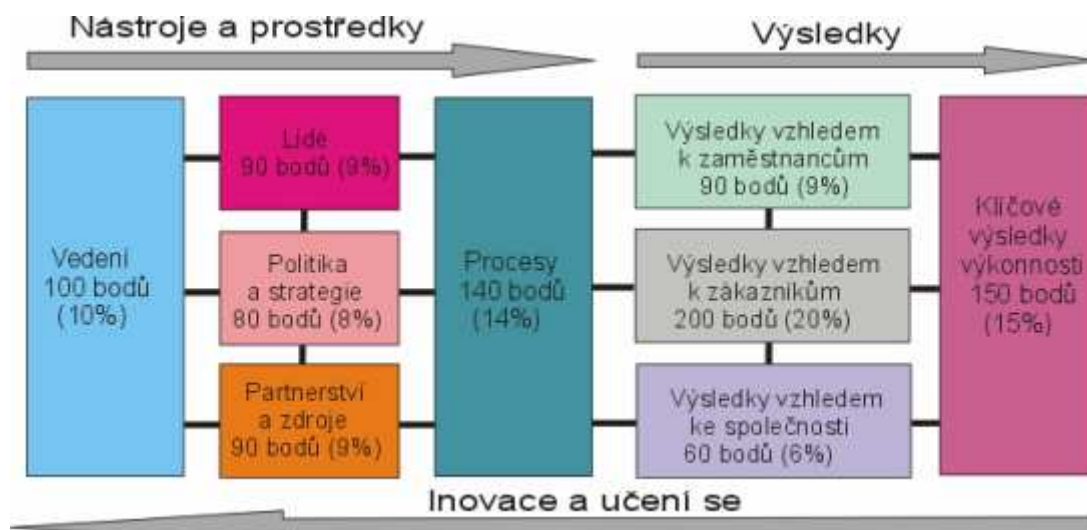 Nástroje a prostředky
Výsledky
Vedení
100 bodů
(10%)
Lidé
90 bodů (9%)
Politika
a strategie
80 bodů (8%)
Partnerství
a zdroje
90 bodů (9%)
Procesy
140 bodů
(14%)
Výsledky vzhledem
k zaměstnancům
90 bodů (9%)
Výsledky vzhledem
k zákazníkům
200 bodů (20%)
Výsledky vzhledem
ke společnosti
60 bodů (6%)
Klíčové
výsledky
výkonnosti
150 bodů
(15%)
Inovace a učení se